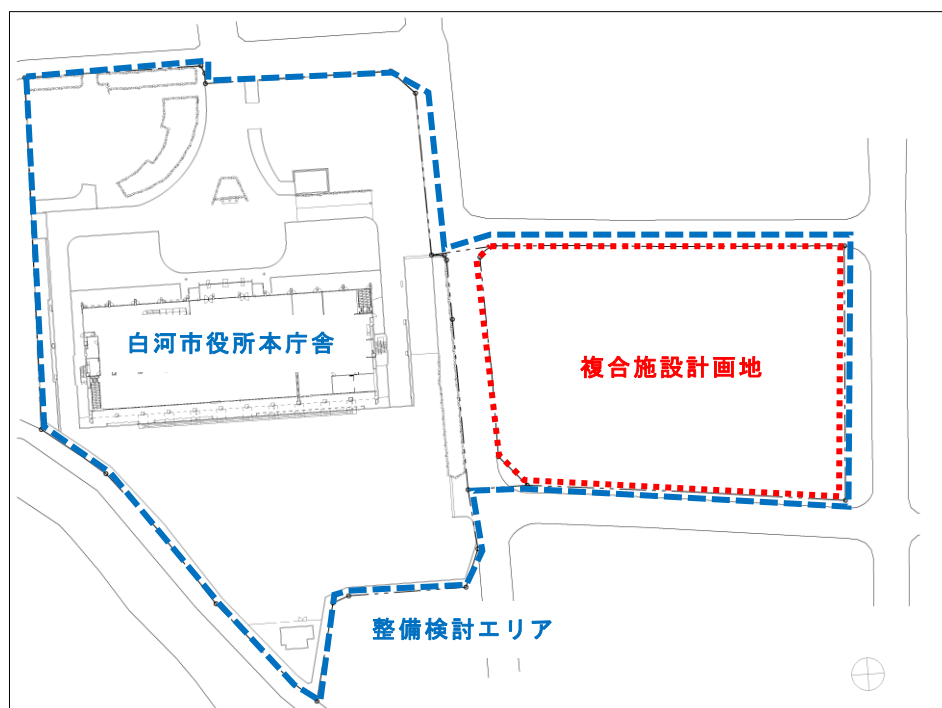 白河市役所本庁舎
複合施設計画地
整備検討エリア